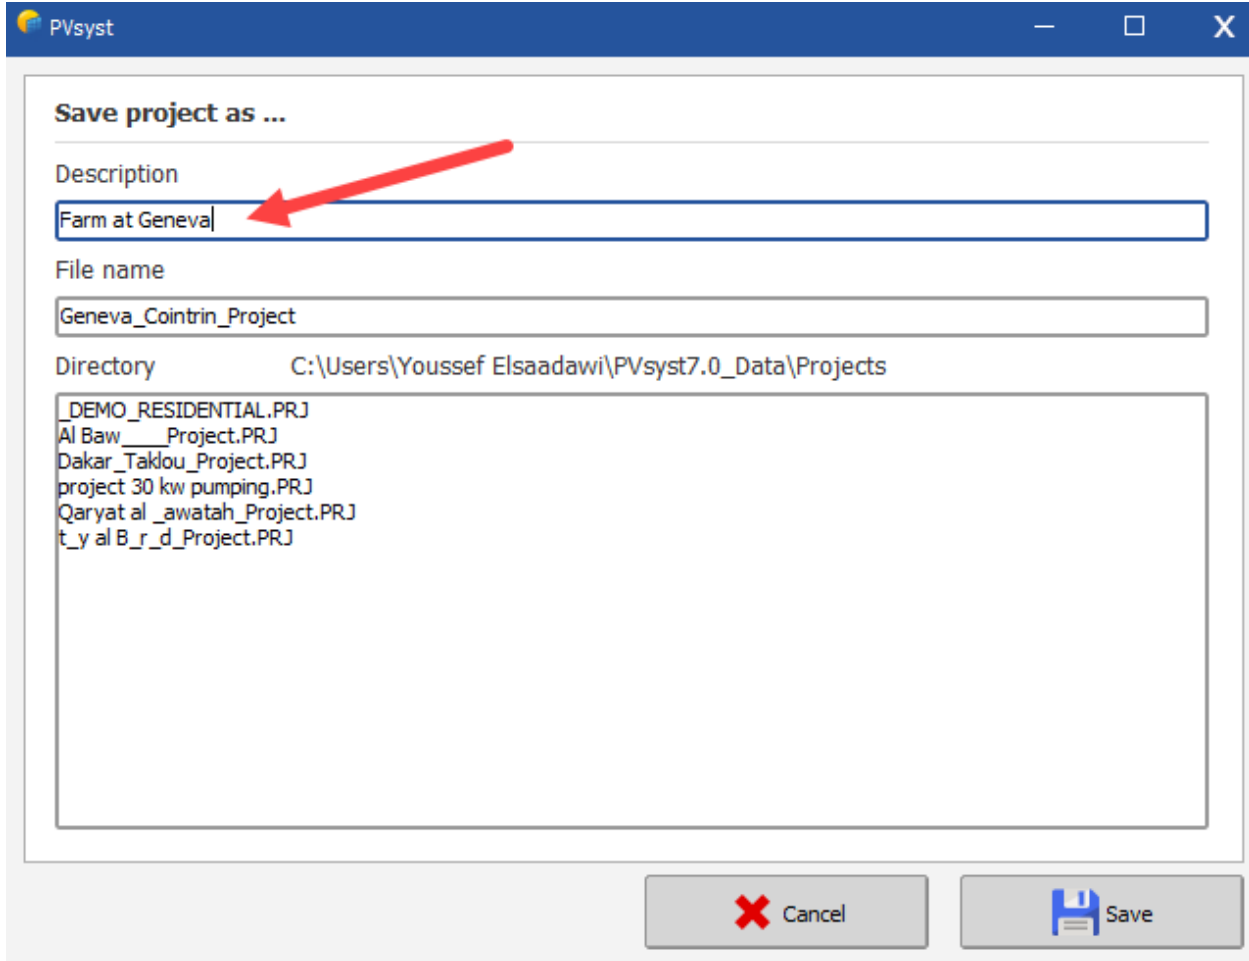 PVsyst
Save project as ...
Description
Farm at Geneva
File name
Geneva_Cointrin_Project
Directory C:\Users\Youssef Elsaadawi\PVsyst7.0_Data\Projects
_DEMO_RESIDENTIAL.PRJ
Al Baw____Project.PRJ
Dakar_Taklou_Project.PRJ
project 30 kw pumping.PRJ
Qaryat al _awatah_Project.PRJ
t_y al B_r_d_Project.PRJ
Cancel
Save